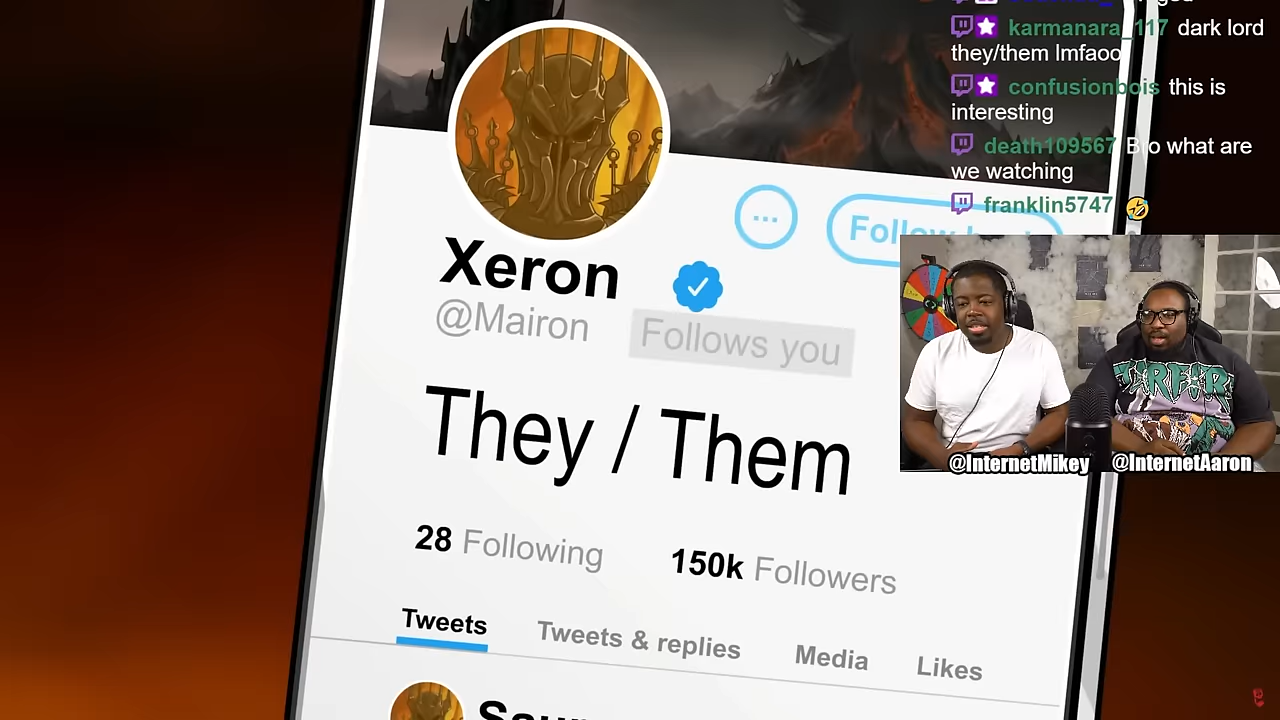 karmanara_117 dark lord
they/them lmfaoo
confusionbois this is
interesting
death109567 Bro what are
we watching
franklin5747
...
Follow
Xeron
@Mairon
Follows you
They / Them
28 Following 150k Followers
Tweets Tweets & replies Media Likes
@InternetMikey @InternetAaron